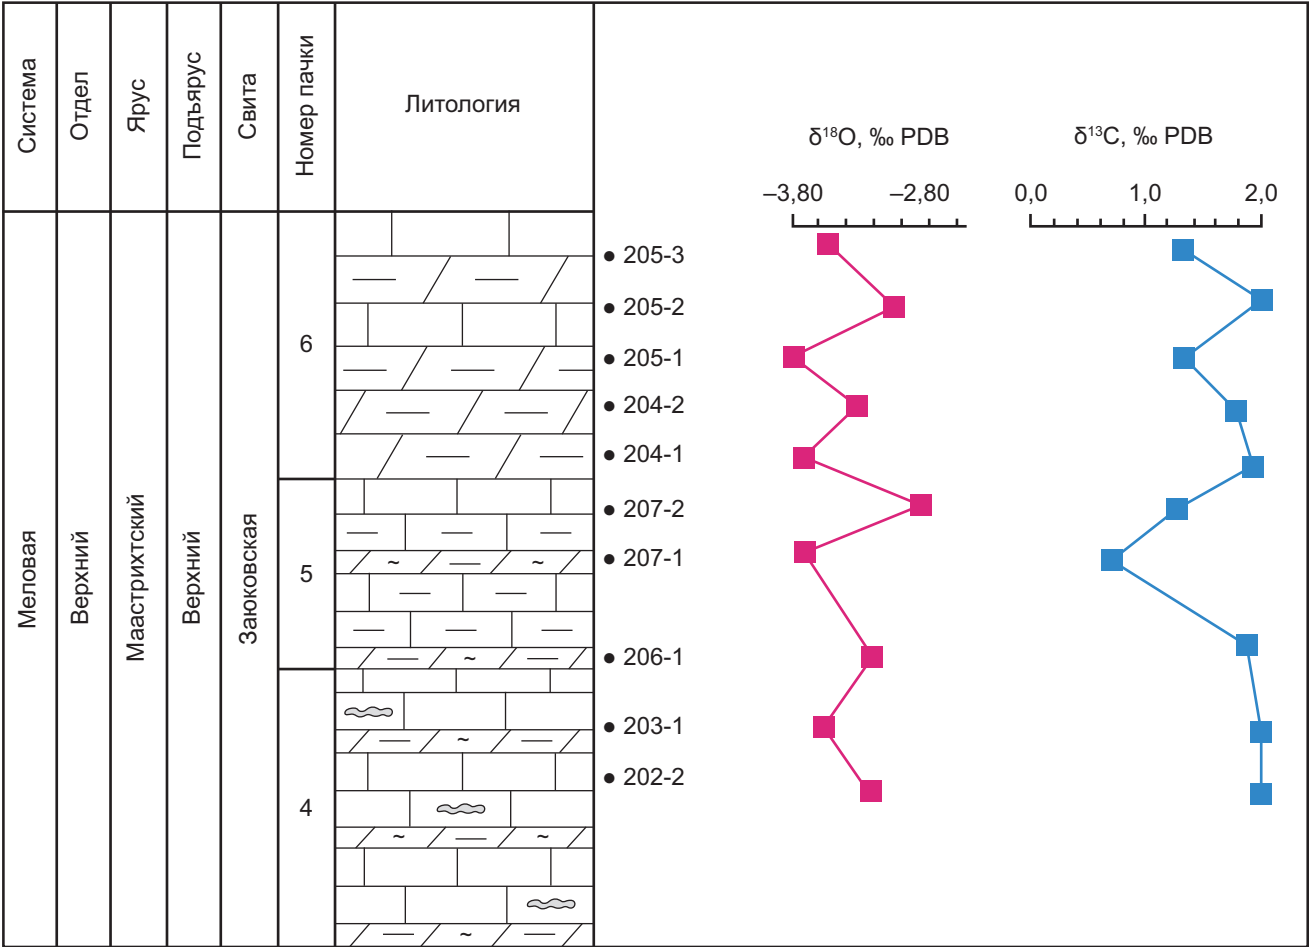 Система
Отдел
Ярус
Подъярус
Свита
Номер пачки
Литология
δ¹⁸O, ‰ PDB
δ¹³C, ‰ PDB
–3,80
–2,80
0,0
1,0
2,0
Меловая
Верхний
Маастрихтский
Верхний
Заюковская
6
5
4
205-3
205-2
205-1
204-2
204-1
207-2
207-1
206-1
203-1
202-2